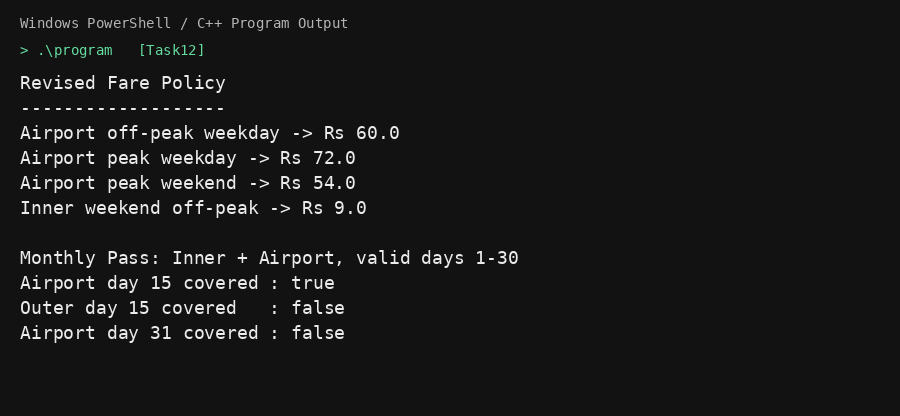 Windows PowerShell / C++ Program Output
> .\program   [Task12]
Revised Fare Policy
-------------------
Airport off-peak weekday -> Rs 60.0
Airport peak weekday -> Rs 72.0
Airport peak weekend -> Rs 54.0
Inner weekend off-peak -> Rs 9.0

Monthly Pass: Inner + Airport, valid days 1-30
Airport day 15 covered : true
Outer day 15 covered   : false
Airport day 31 covered : false